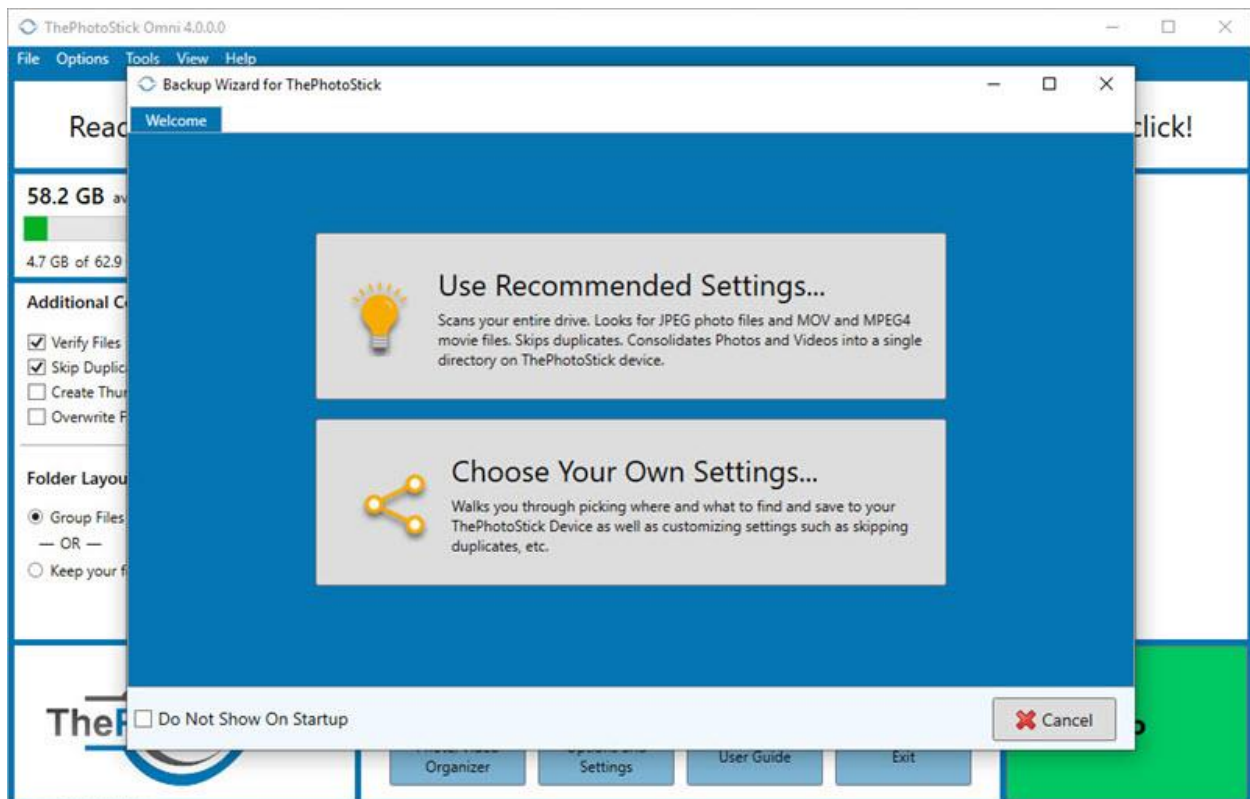 ThePhotoStick Omni 4.0.0.0
File Options Tools View Help
Backup Wizard for ThePhotoStick
Welcome
click!
58.2 GB
4.7 GB of 62.9
Use Recommended Settings...
Scans your entire drive. Looks for JPEG photo files and MOV and MPEG4
movie files. Skips duplicates. Consolidates Photos and Videos into a single
directory on ThePhotoStick device.
Additional
Verify Files
Skip
Create
Overwrite
Choose Your Own Settings...
Walks you through picking where and what to find and save to your
ThePhotoStick Device as well as customizing settings such as skipping
duplicates, etc.
Folder
Group Files
— OR —
Keep your
Do Not Show On Startup
Cancel
The
Organizer
Settings
User Guide
Exit